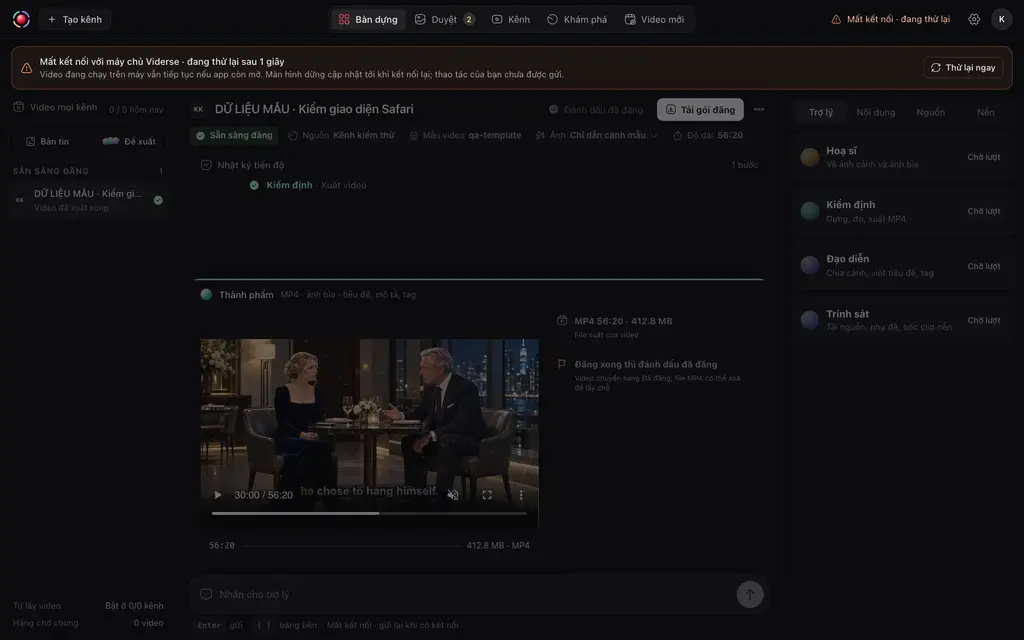 Tạo kênh
Bàn dựng
Duyệt 2
Kênh
Khám phá
Video mới
Mất kết nối · đang thử lại
K
Mất kết nối với máy chủ Viderse · đang thử lại sau 1 giây
Video đang chạy trên máy vẫn tiếp tục nếu app còn mở. Màn hình dừng cập nhật tới khi kết nối lại; thao tác của bạn chưa được gửi.
Thử lại ngay
Video mọi kênh 0 / 0 hôm nay
Bản tin
Đề xuất
SẴN SÀNG ĐĂNG 1
KK DỮ LIỆU MẪU · Kiểm gi...
Video đã xuất xong
Tự lấy video Bật ở 0/0 kênh
Hàng chờ chung 0 video
KK DỮ LIỆU MẪU · Kiểm giao diện Safari
Đánh dấu đã đăng
Tải gói đăng
Sẵn sàng đăng
Nguồn Kênh kiểm thử
Mẫu video qa-template
Ảnh Chỉ dẫn cảnh mẫu
Độ dài 56:20
Nhật ký tiến độ 1 bước
Kiểm định · Xuất video
Thành phẩm MP4 · ảnh bìa · tiêu đề, mô tả, tag
he chose to hang himself.
30:00 / 56:20
56:20 412.8 MB · MP4
MP4 56:20 · 412.8 MB
File xuất của video
Đăng xong thì đánh dấu đã đăng
Video chuyển sang Đã đăng; file MP4 có thể xoá
để lấy chỗ
Nhắn cho trợ lý
Enter gửi [ ] bảng bên Mất kết nối · gửi lại khi có kết nối
Trợ lý
Nội dung
Nguồn
Nền
Hoạ sĩ
Vẽ ảnh cảnh và ảnh bìa
Chờ lượt
Kiểm định
Dựng, đo, xuất MP4
Chờ lượt
Đạo diễn
Chia cảnh, viết tiêu đề, tag
Chờ lượt
Trinh sát
Tải nguồn, phụ đề, bóc clip nền
Chờ lượt